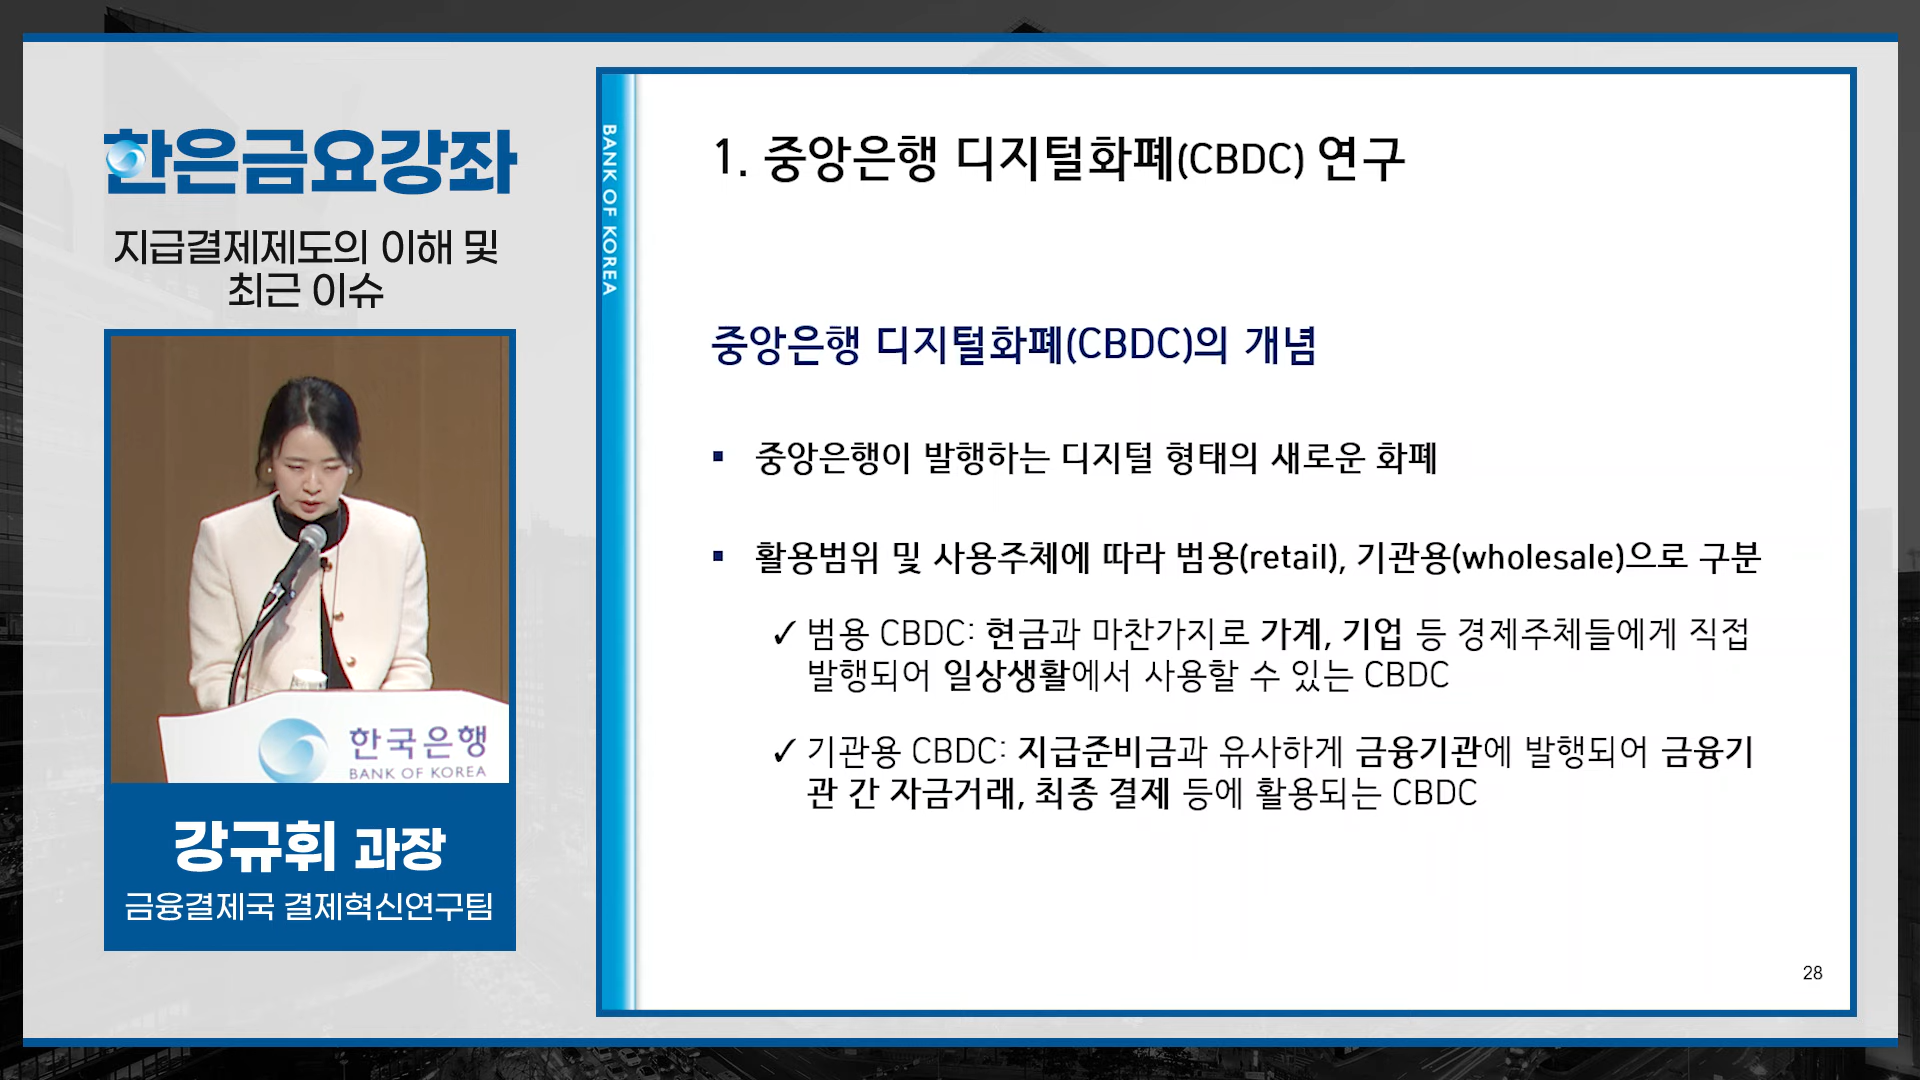 한은금요강좌
지급결제제도의 이해 및
최근 이슈
한국은행
BANK OF KOREA
강규휘 과장
금융결제국 결제혁신연구팀
BANK OF KOREA
1. 중앙은행 디지털화폐(CBDC) 연구
중앙은행 디지털화폐(CBDC)의 개념
▪ 중앙은행이 발행하는 디지털 형태의 새로운 화폐
▪ 활용범위 및 사용주체에 따라 범용(retail), 기관용(wholesale)으로 구분
✓ 범용 CBDC: 현금과 마찬가지로 가계, 기업 등 경제주체들에게 직접
발행되어 일상생활에서 사용할 수 있는 CBDC
✓ 기관용 CBDC: 지급준비금과 유사하게 금융기관에 발행되어 금융기
관 간 자금거래, 최종 결제 등에 활용되는 CBDC
28